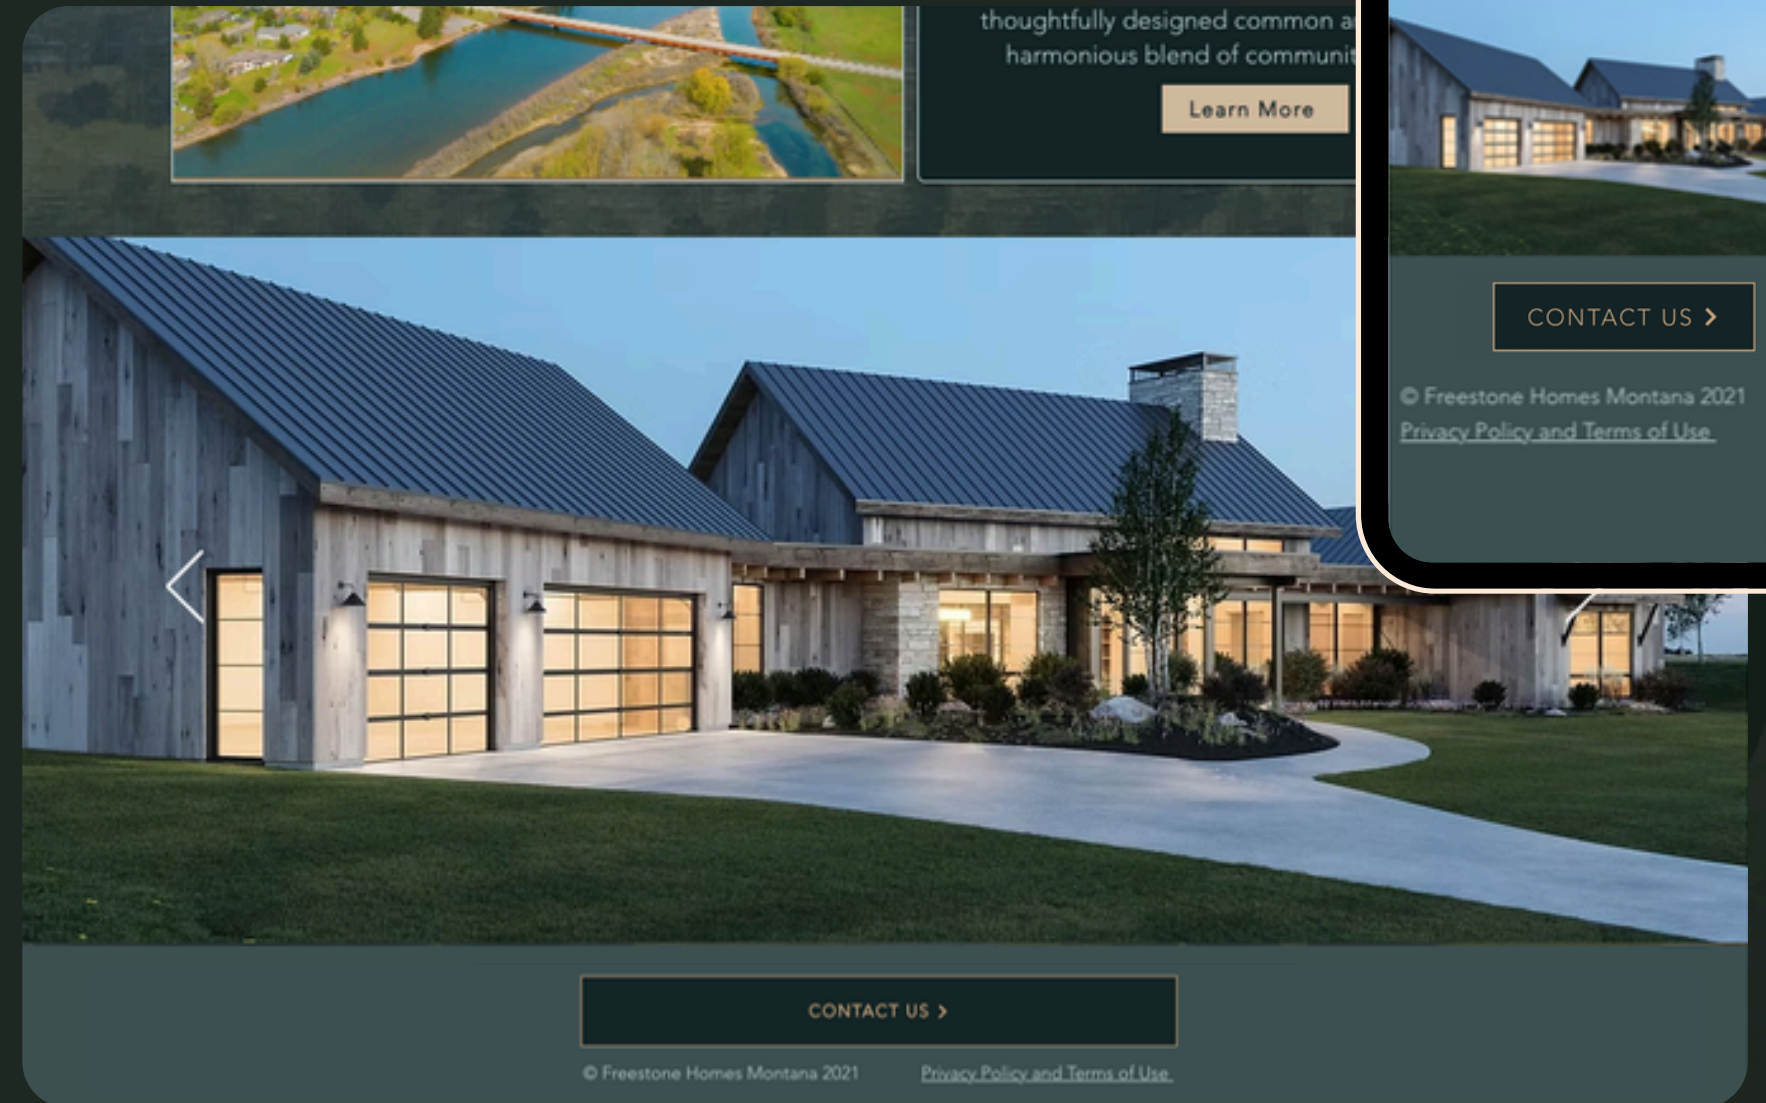 thoughtfully designed common
harmonious blend of
Learn More
CONTACT US >
© Freestone Homes Montana 2021
Privacy Policy and Terms of Use
CONTACT US >
© Freestone Homes Montana 2021
Privacy Policy and Terms of Use